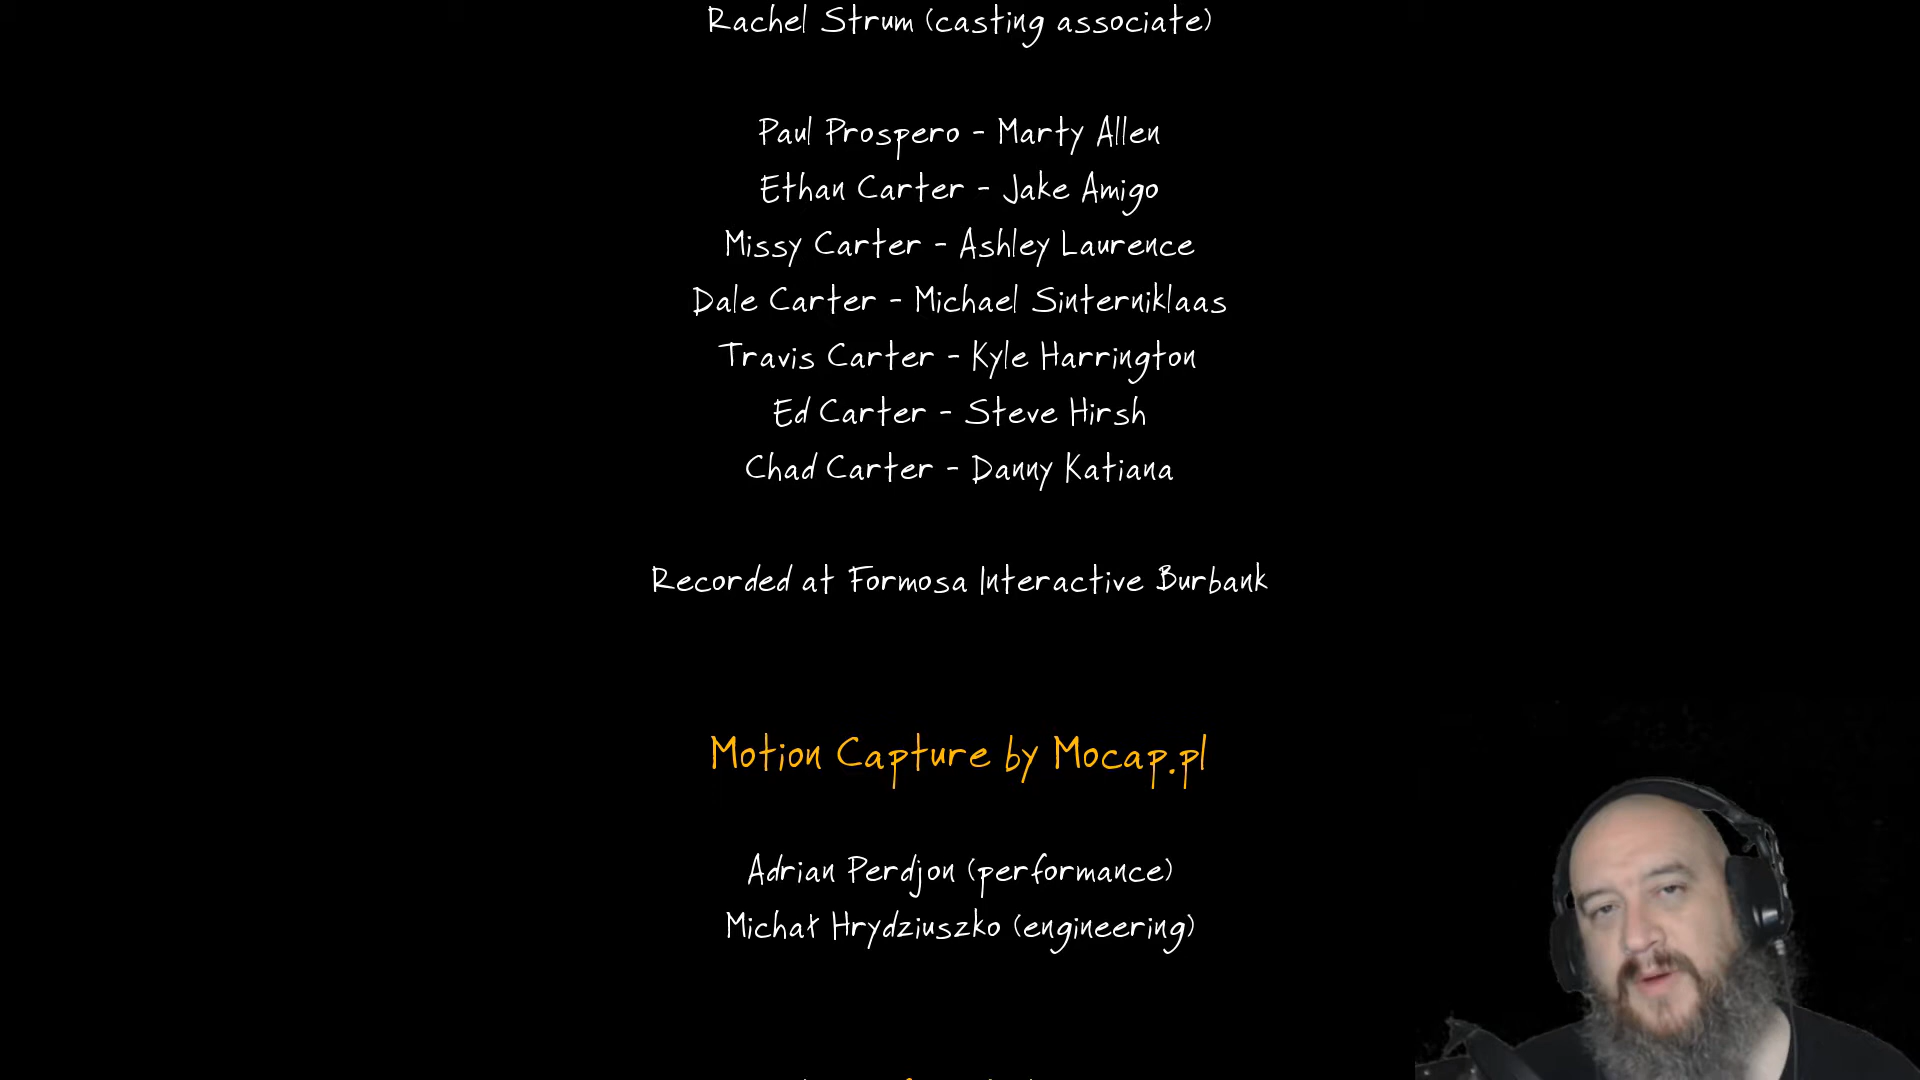 Rachel Strum (casting associate)
Paul Prospero - Marty Allen
Ethan Carter - Jake Amigo
Missy Carter - Ashley Laurence
Dale Carter - Michael Sinterniklaas
Travis Carter - Kyle Harrington
Ed Carter - Steve Hirsh
Chad Carter - Danny Katiana
Recorded at Formosa Interactive Burbank
Motion Capture by Mocap.pl
Adrian Perdjon (performance)
Michał Hrydziuszko (engineering)